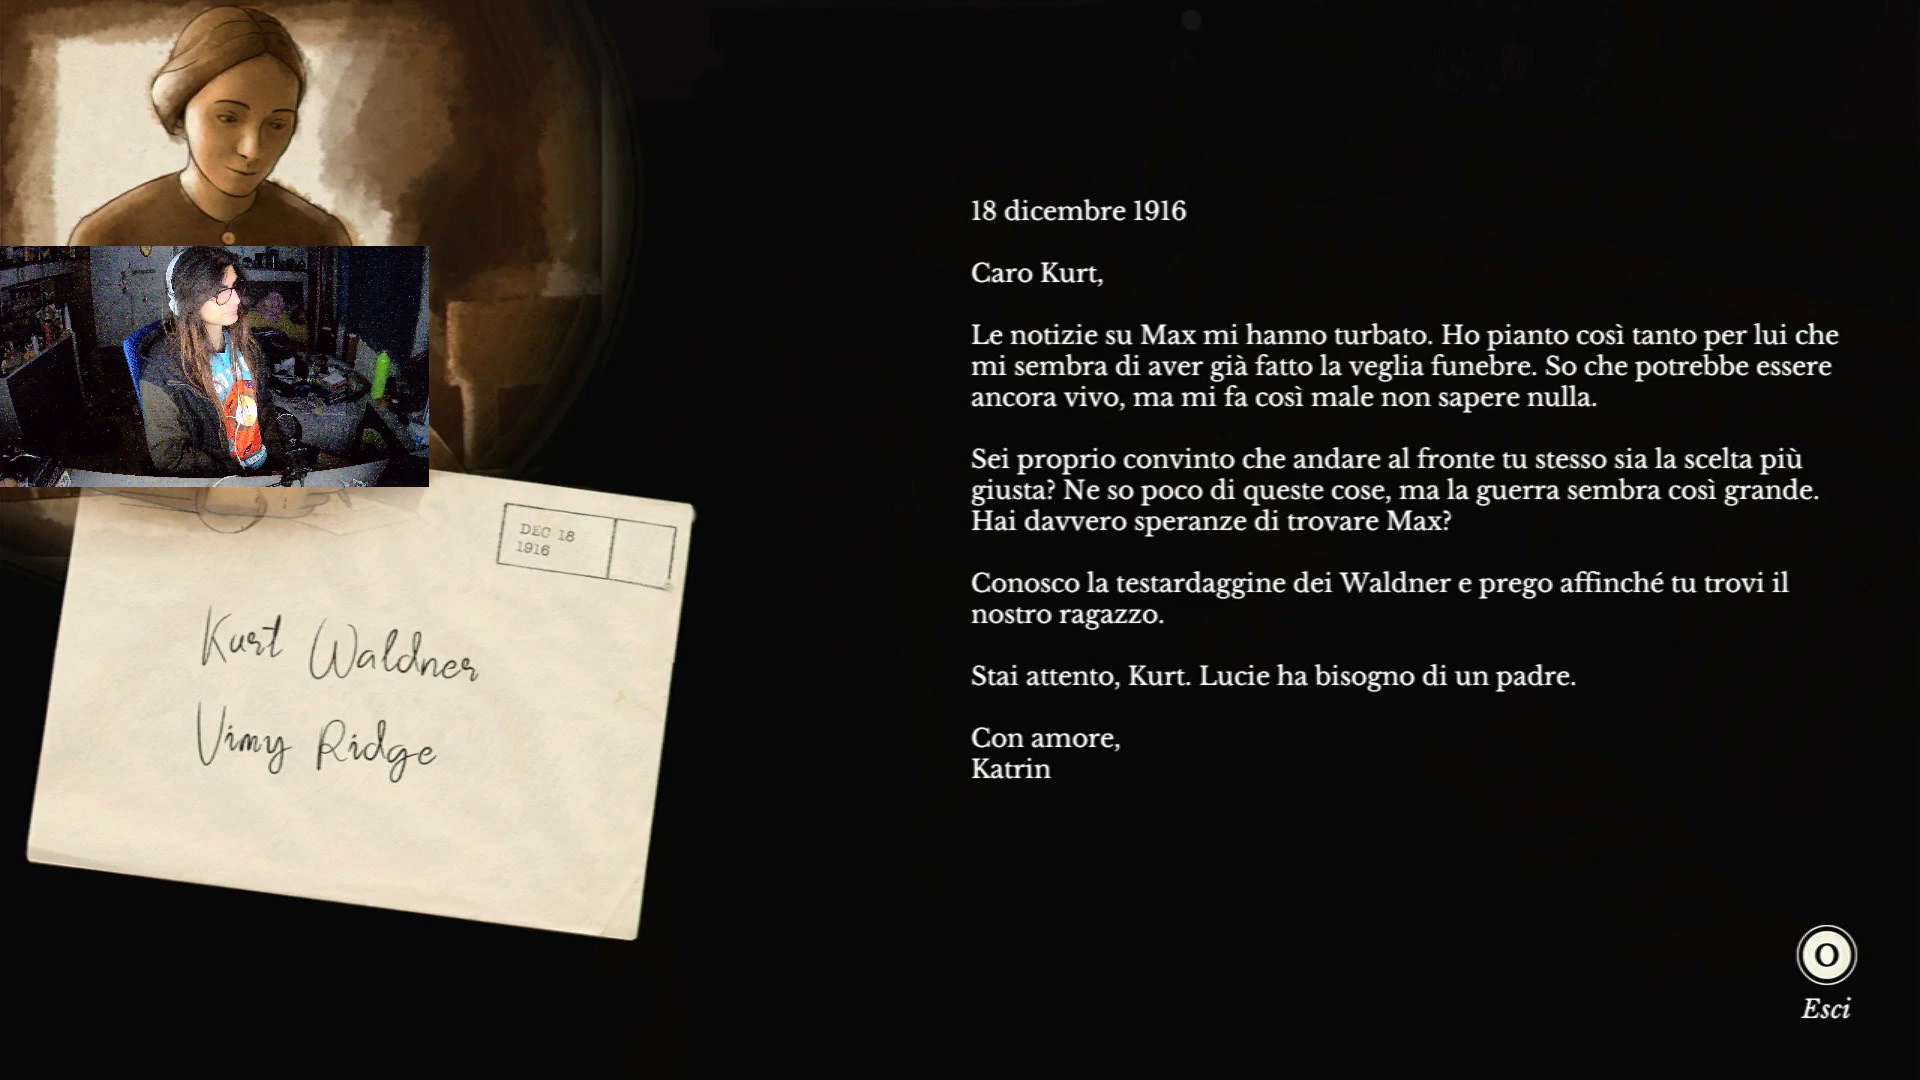 18 dicembre 1916
Caro Kurt,
Le notizie su Max mi hanno turbato. Ho pianto così tanto per lui che
mi sembra di aver già fatto la veglia funebre. So che potrebbe essere
ancora vivo, ma mi fa così male non sapere nulla.
Sei proprio convinto che andare al fronte tu stesso sia la scelta più
giusta? Ne so poco di queste cose, ma la guerra sembra così grande.
Hai davvero speranze di trovare Max?
Conosco la testardaggine dei Waldner e prego affinché tu trovi il
nostro ragazzo.
Stai attento, Kurt. Lucie ha bisogno di un padre.
Con amore,
Katrin
DEC 18
1916
Kurt Waldner
Vimy Ridge
O
Esci